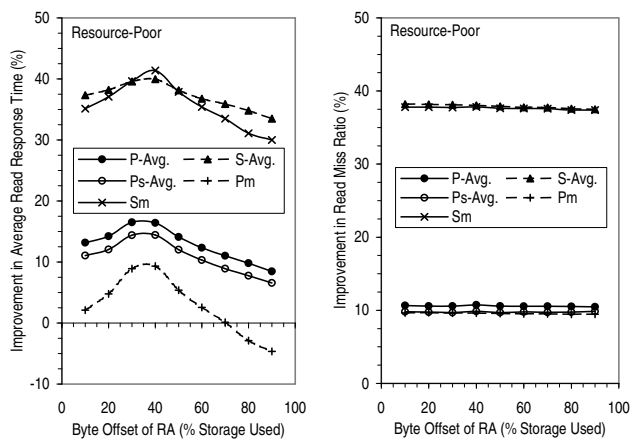 Resource-Poor
Improvement in Average Read Response Time (%)
50
40
30
20
10
0
-10
P-Avg.
S-Avg.
Ps-Avg.
Pm
Sm
0 20 40 60 80 100
Byte Offset of RA (% Storage Used)
Resource-Poor
Improvement in Read Miss Ratio (%)
50
40
30
20
10
0
P-Avg.
S-Avg.
Ps-Avg.
Pm
Sm
0 20 40 60 80 100
Byte Offset of RA (% Storage Used)